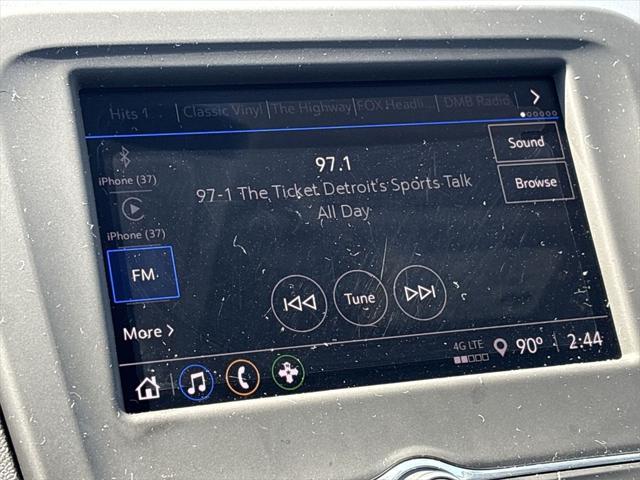 Hits 1 Classic Vinyl The Highway FOX Headli... DMB Radio
Sound
Browse
iPhone (37)
iPhone (37)
FM
More
97.1
97-1 The Ticket Detroit's Sports Talk
All Day
Tune
4G LTE 90° 2:44